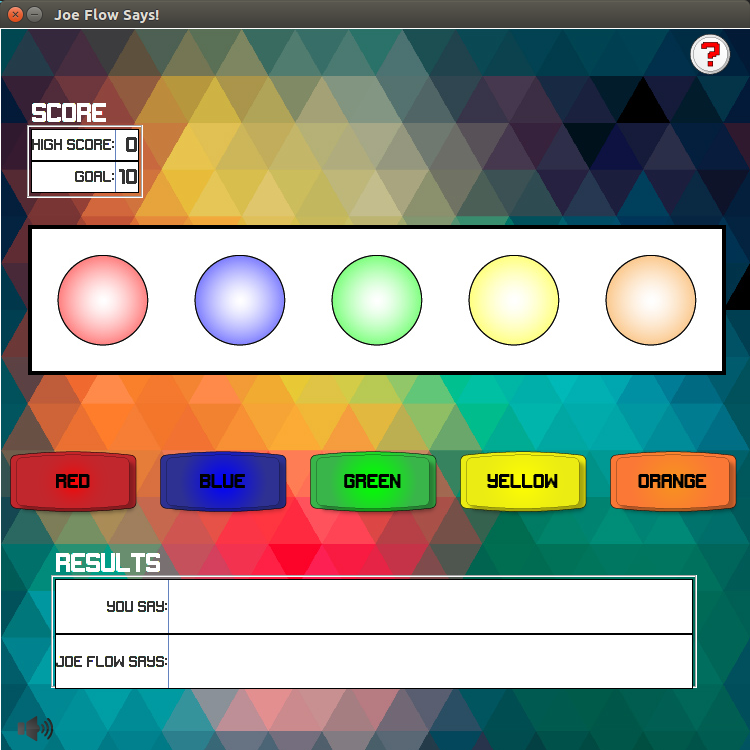 Joe Flow Says!
?
SCORE
HIGH SCORE: 0
GOAL: 10
RED BLUE GREEN YELLOW ORANGE
RESULTS
YOU SAY:
JOE FLOW SAYS: